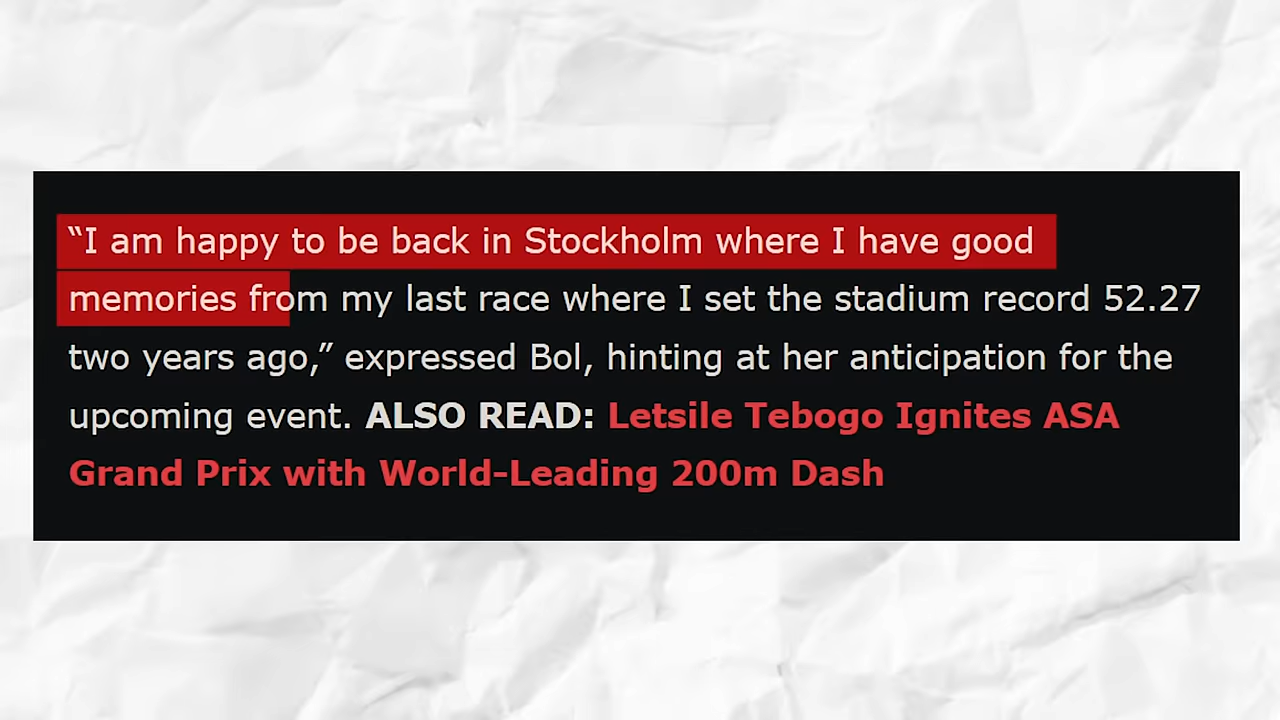 “I am happy to be back in Stockholm where I have good
memories from my last race where I set the stadium record 52.27
two years ago,” expressed Bol, hinting at her anticipation for the
upcoming event. ALSO READ: Letsile Tebogo Ignites ASA
Grand Prix with World-Leading 200m Dash